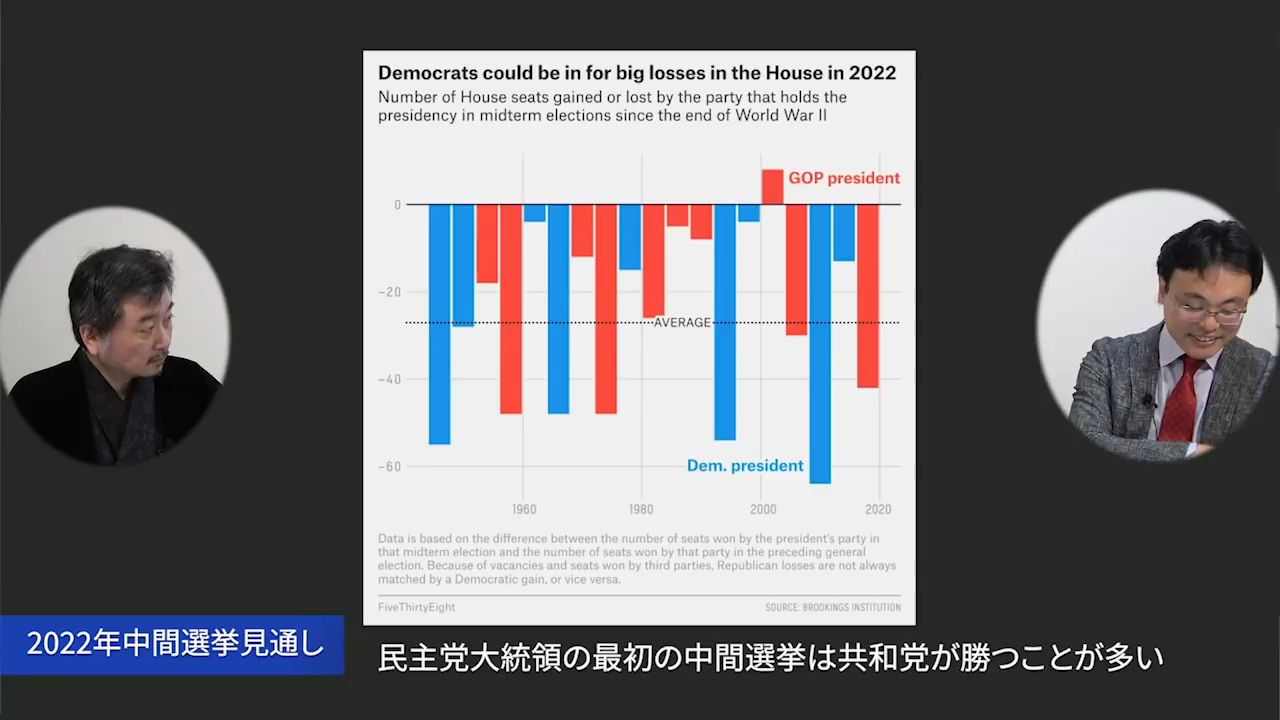 Democrats could be in for big losses in the House in 2022
Number of House seats gained or lost by the party that holds the
presidency in midterm elections since the end of World War II
GOP president
0
−20
AVERAGE
−40
Dem. president
−60
1960
1980
2000
2020
Data is based on the difference between the number of seats won by the president's party in
that midterm election and the number of seats won by that party in the preceding general
election. Because of vacancies and seats won by third parties, Republican losses are not always
matched by a Democratic gain, or vice versa.
FiveThirtyEight
SOURCE: BROOKINGS INSTITUTION
2022年中間選挙見通し
民主党大統領の最初の中間選挙は共和党が勝つことが多い